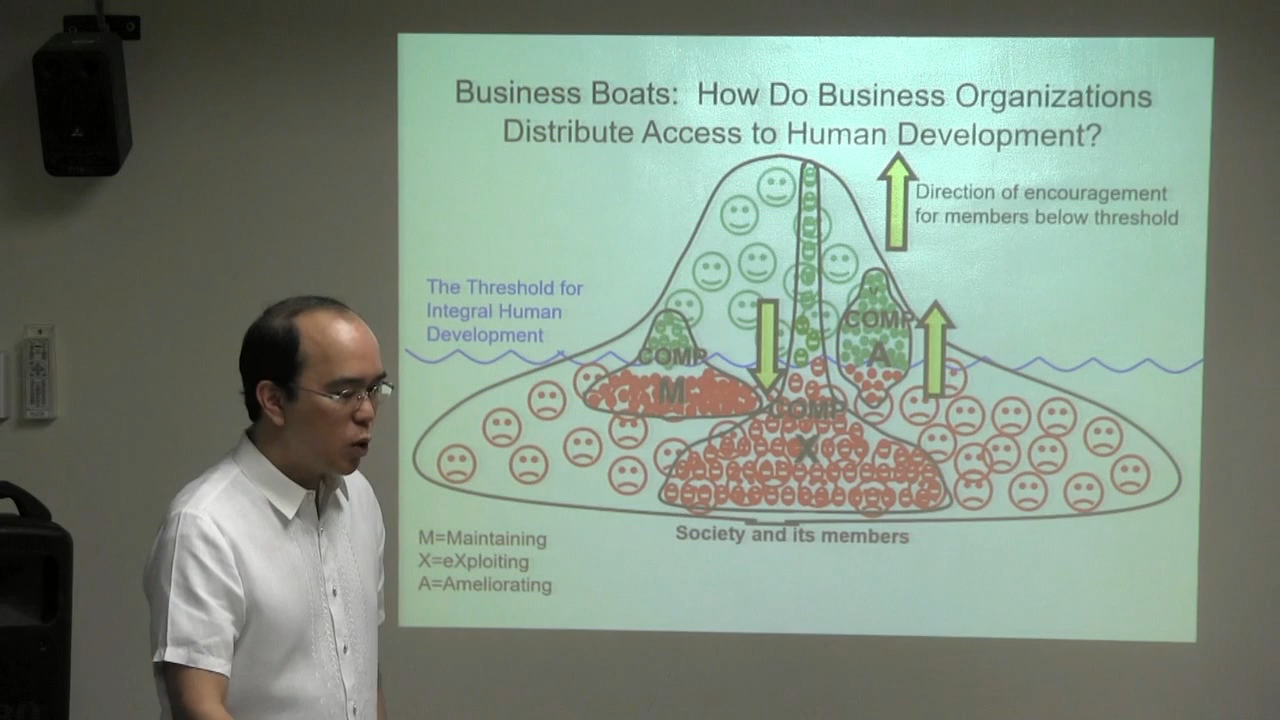 Business Boats: How Do Business Organizations
Distribute Access to Human Development?
Direction of encouragement
for members below threshold
The Threshold for
Integral Human
Development
COMP
A
COMP
M
COMP
X
Society and its members
M=Maintaining
X=eXploiting
A=Ameliorating